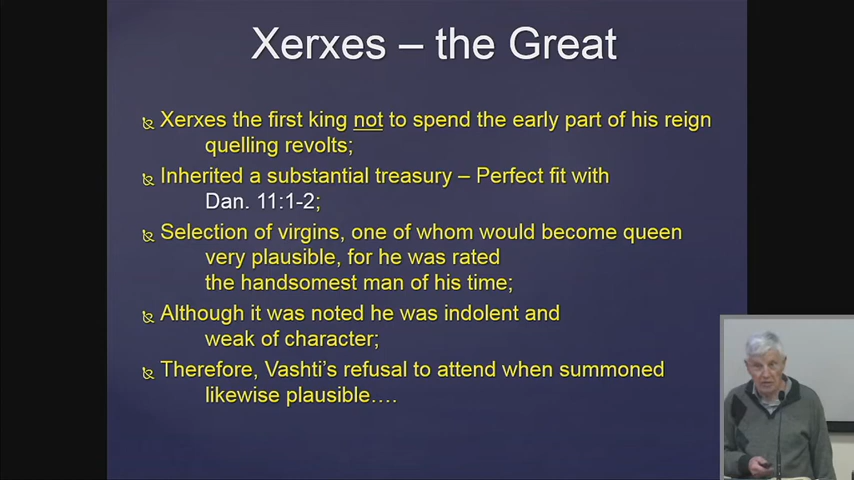 Xerxes – the Great
Xerxes the first king not to spend the early part of his reign
quelling revolts;
Inherited a substantial treasury – Perfect fit with
Dan. 11:1-2;
Selection of virgins, one of whom would become queen
very plausible, for he was rated
the handsomest man of his time;
Although it was noted he was indolent and
weak of character;
Therefore, Vashti's refusal to attend when summoned
likewise plausible....